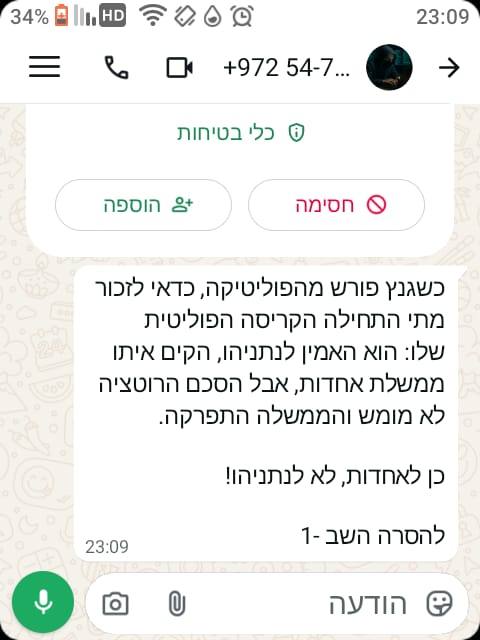 34% HD 23:09
+972 54-7...
כלי בטיחות
חסימה
הוספה
כשגנץ פורש מהפוליטיקה, כדאי לזכור
מתי התחילה הקריסה הפוליטית
שלו: הוא האמין לנתניהו, הקים איתו
ממשלת אחדות, אבל הסכם הרוטציה
לא מומש והממשלה התפרקה.
כן לאחדות, לא לנתניהו!
להסרה השב -1
23:09
הודעה